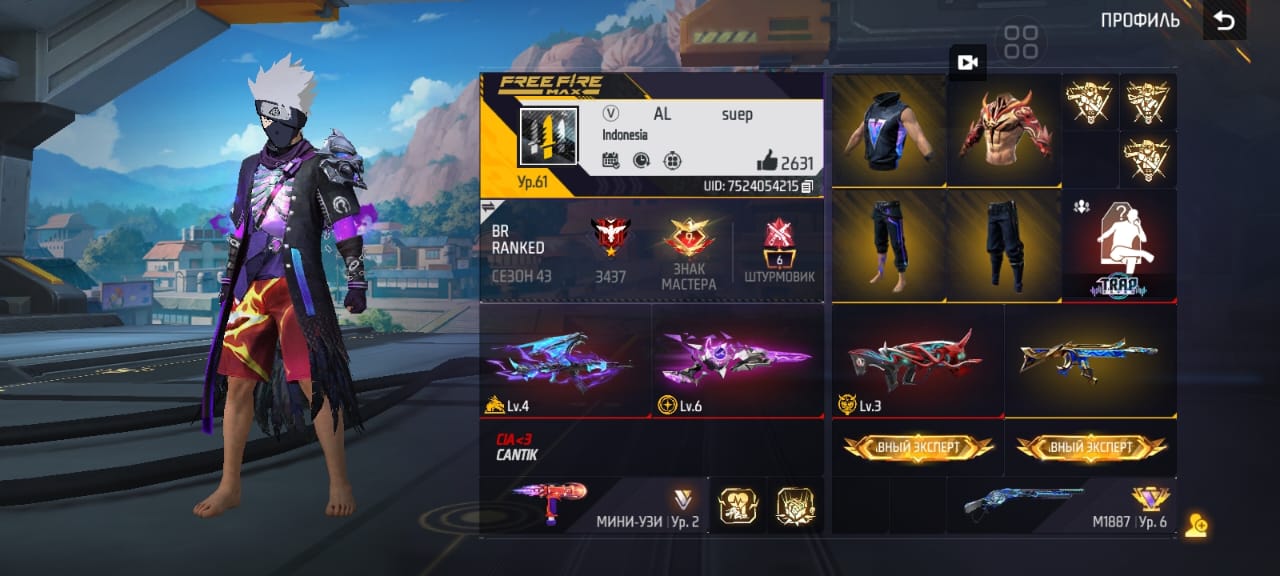 ПРОФИЛЬ
FREE FIRE
MAX
V AL suep
Indonesia
2631
Ур.61
UID: 7524054215
BR
RANKED
СЕЗОН 43
3437
ЗНАК
МАСТЕРА
6
ШТУРМОВИК
?
TRAP
Lv.4
Lv.6
Lv.3
CIA<3
CANTIK
ВНЫЙ ЭКСПЕРТ
ВНЫЙ ЭКСПЕРТ
МИНИ-УЗИ Ур. 2
M1887 Ур. 6